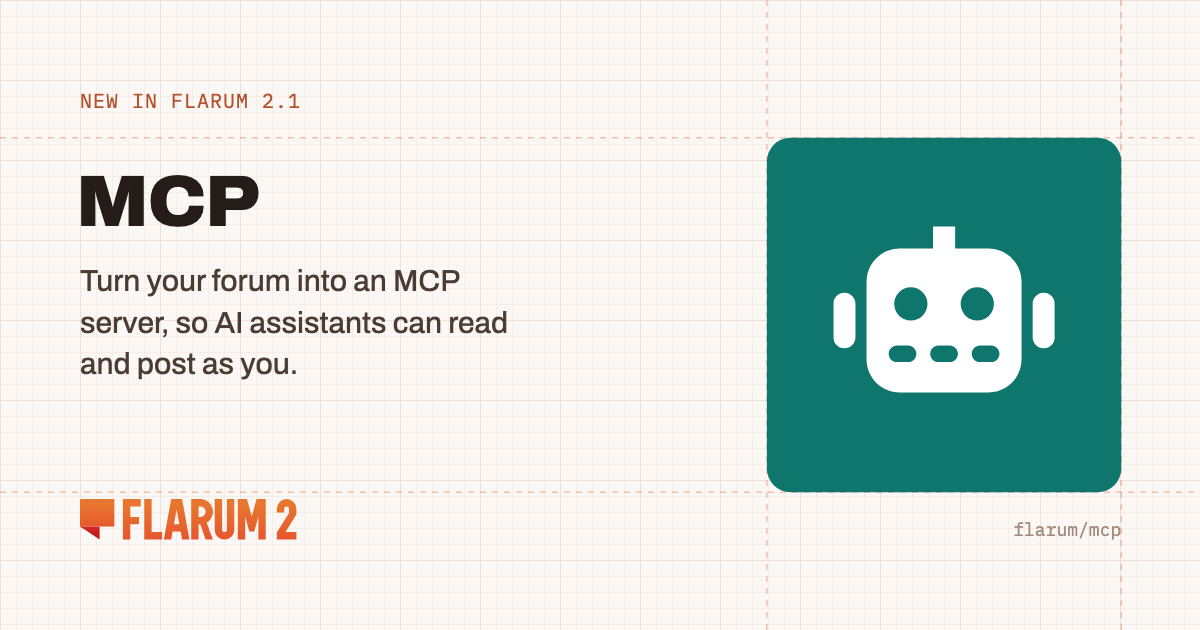 NEW IN FLARUM 2.1
MCP
Turn your forum into an MCP
server, so AI assistants can read
and post as you.
FLARUM 2
flarum/mcp